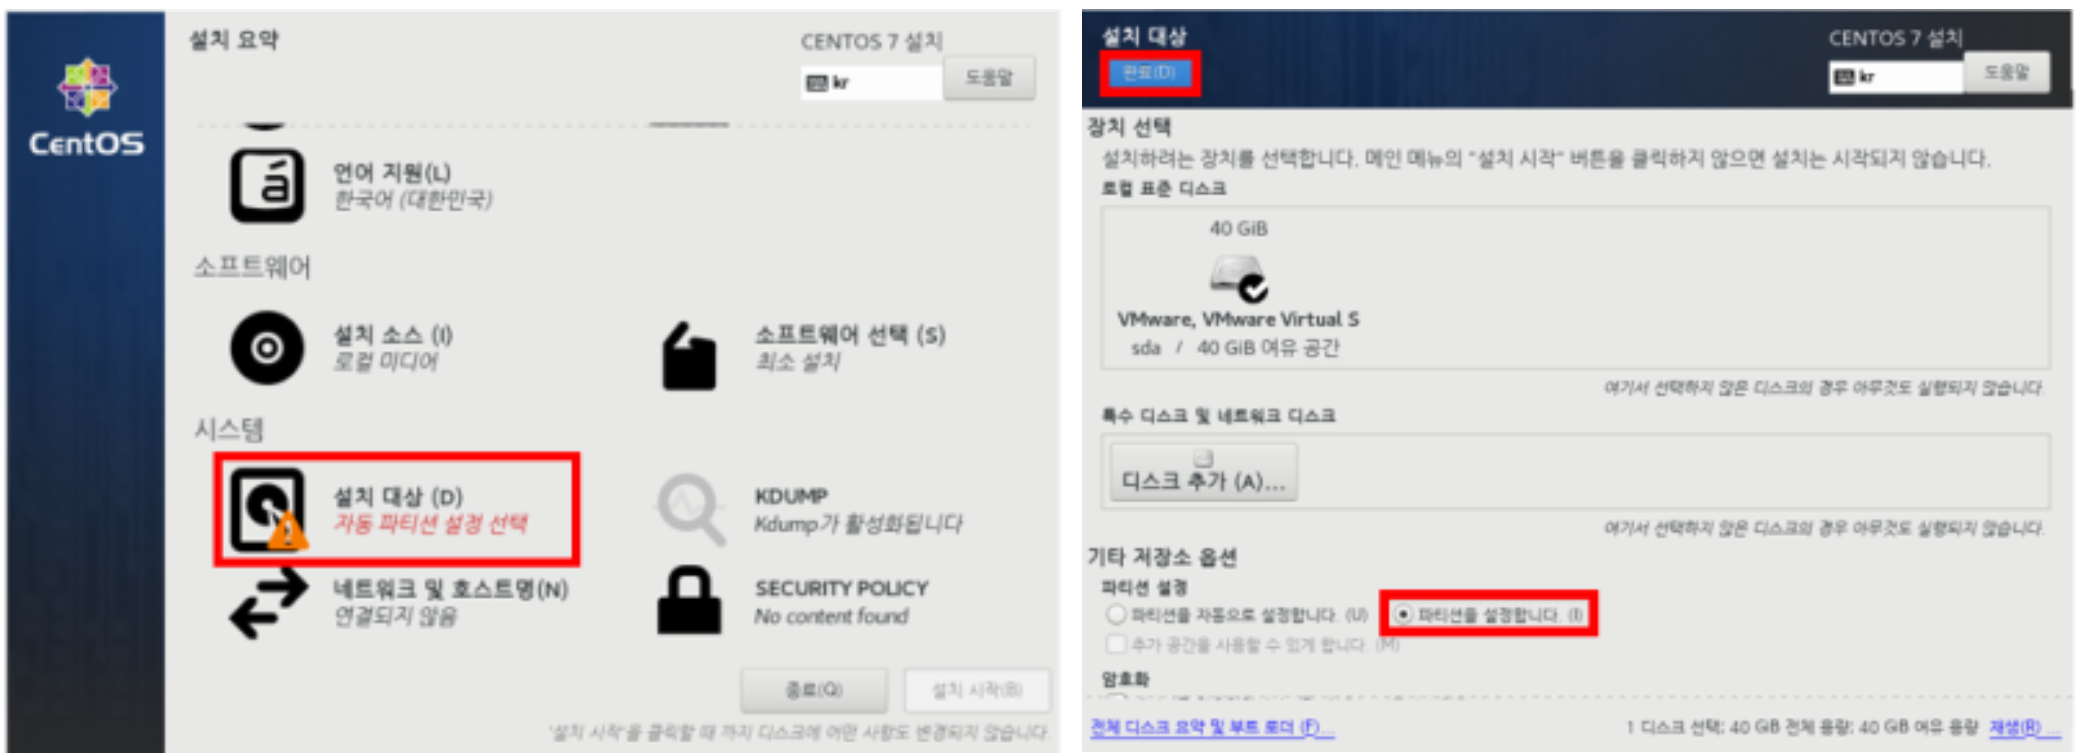 설치 요약
CENTOS 7 설치
kr
도움말
CentOS
언어 지원(L)
한국어 (대한민국)
소프트웨어
설치 소스 (I)
로컬 미디어
소프트웨어 선택 (S)
최소 설치
시스템
설치 대상 (D)
자동 파티션 설정 선택
KDUMP
Kdump가 활성화됩니다
네트워크 및 호스트명(N)
연결되지 않음
SECURITY POLICY
No content found
종료(Q)
설치 시작(B)
'설치 시작'을 클릭할 때 까지 디스크에 어떤 사항도 변경되지 않습니다.
설치 대상
완료(D)
CENTOS 7 설치
kr
도움말
장치 선택
설치하려는 장치를 선택합니다. 메인 메뉴의 "설치 시작" 버튼을 클릭하지 않으면 설치는 시작되지 않습니다.
로컬 표준 디스크
40 GiB
VMware, VMware Virtual S
sda / 40 GiB 여유 공간
여기서 선택하지 않은 디스크의 경우 아무것도 실행되지 않습니다.
특수 디스크 및 네트워크 디스크
디스크 추가 (A)...
여기서 선택하지 않은 디스크의 경우 아무것도 실행되지 않습니다.
기타 저장소 옵션
파티션 설정
파티션을 자동으로 설정합니다. (U)
파티션을 설정합니다. (I)
추가 공간을 사용할 수 있게 합니다. (M)
암호화
전체 디스크 요약 및 부트 로더 (F)...
1 디스크 선택; 40 GiB 전체 용량; 40 GiB 여유 용량
재생(R) ...